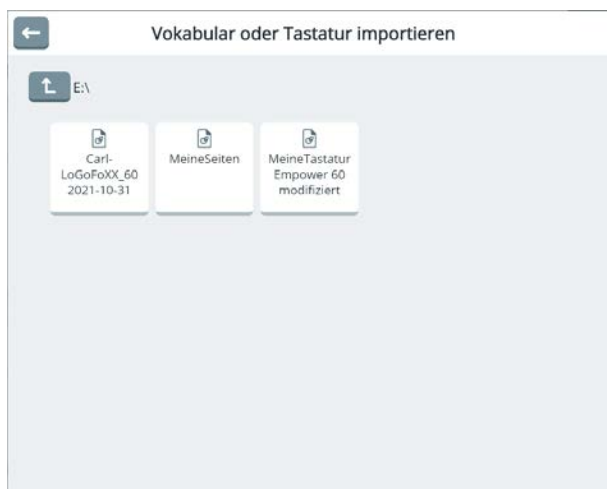 Vokabular oder Tastatur importieren
E:\
Carl-
LoGoFoXX_60
2021-10-31
MeineSeiten
MeineTastatur
Empower 60
modifiziert